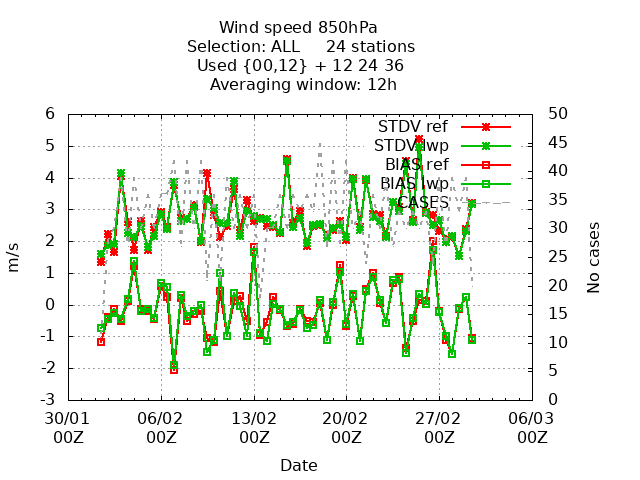 Wind speed 850hPa
Selection: ALL 24 stations
Used {00,12} + 12 24 36
Averaging window: 12h
STDV ref
STDV lwp
BIAS ref
BIAS lwp
CASES
6
5
4
3
2
1
0
-1
-2
-3
m/s
50
45
40
35
30
25
20
15
10
5
0
No cases
30/01 06/02 13/02 20/02 27/02 06/03
00Z 00Z 00Z 00Z 00Z 00Z
Date